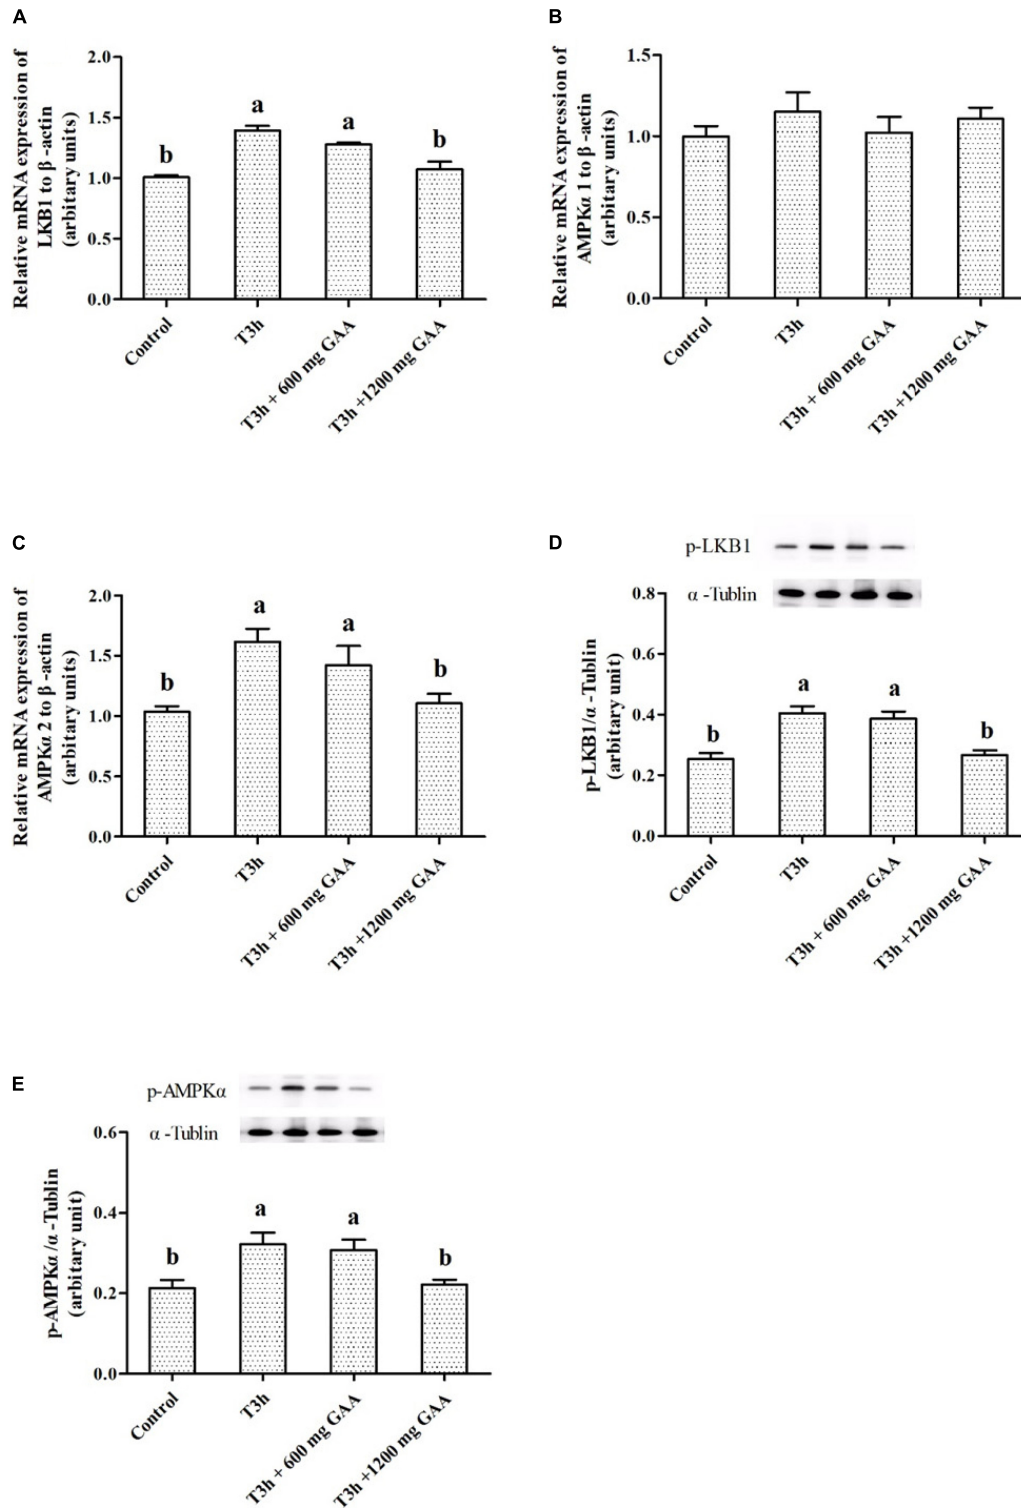 A
Relative mRNA expression of
LKB1 to β -actin
(arbitary units)
2.0
1.5
1.0
0.5
0.0
b
a
a
b
Control
T3h
T3h + 600 mg GAA
T3h +1200 mg GAA
B
Relative mRNA expression of
AMPKα 1 to β -actin
(arbitary units)
1.5
1.0
0.5
0.0
Control
T3h
T3h + 600 mg GAA
T3h +1200 mg GAA
C
Relative mRNA expression of
AMPKα 2 to β -actin
(arbitary units)
2.0
1.5
1.0
0.5
0.0
b
a
a
b
Control
T3h
T3h + 600 mg GAA
T3h +1200 mg GAA
D
p-LKB1
α -Tublin
p-LKB1/α -Tublin
(arbitary unit)
0.8
0.6
0.4
0.2
0.0
b
a
a
b
Control
T3h
T3h + 600 mg GAA
T3h +1200 mg GAA
E
p-AMPKα
α -Tublin
p-AMPKα /α -Tublin
(arbitary unit)
0.6
0.4
0.2
0.0
b
a
a
b
Control
T3h
T3h + 600 mg GAA
T3h +1200 mg GAA